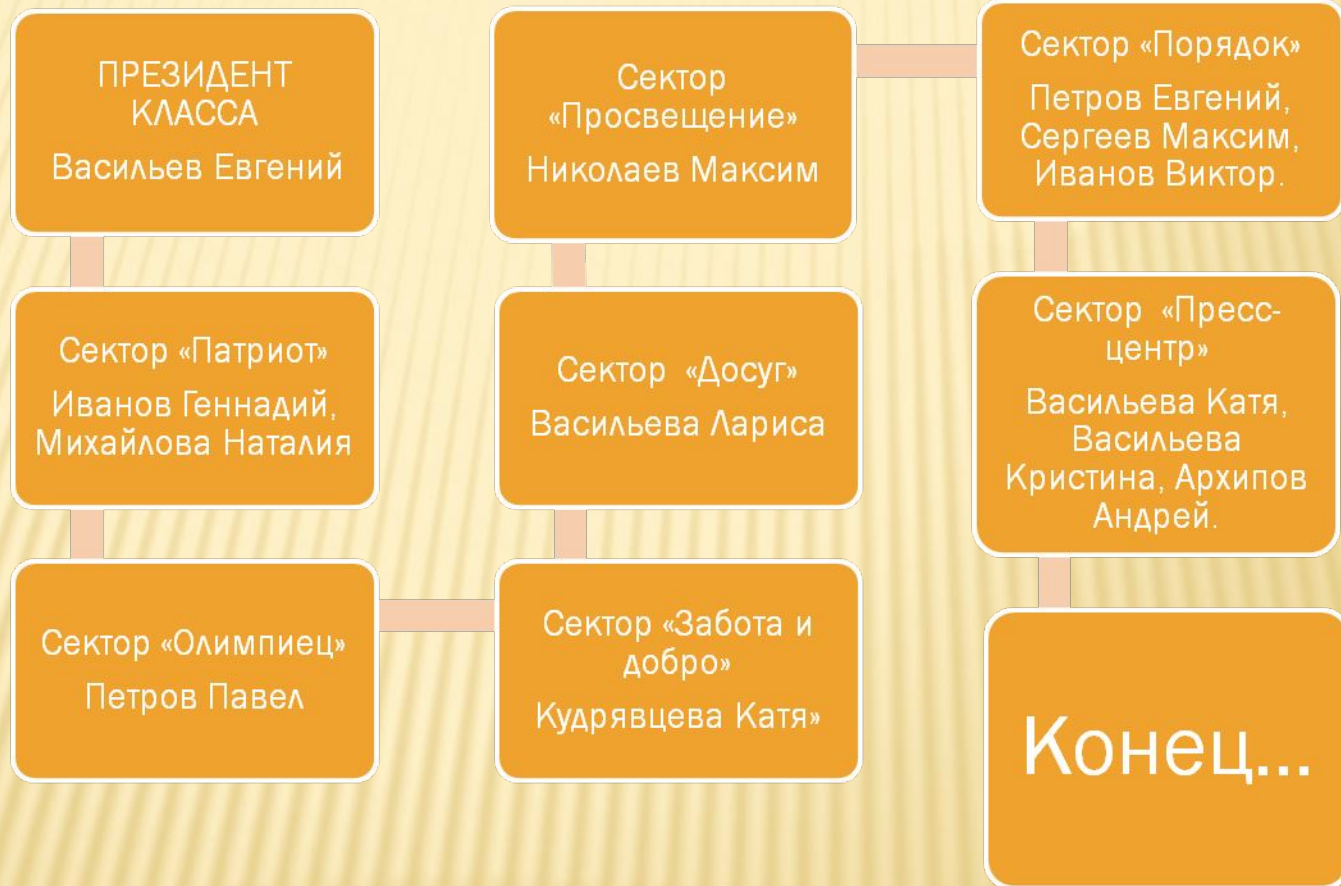 ПРЕЗИДЕНТ
КЛАССА
Васильев Евгений
Сектор «Патриот»
Иванов Геннадий,
Михайлова Наталия
Сектор «Олимпиец»
Петров Павел
Сектор «Забота и
добро»
Кудрявцева Катя»
Сектор «Досуг»
Васильева Лариса
Сектор
«Просвещение»
Николаев Максим
Сектор «Порядок»
Петров Евгений,
Сергеев Максим,
Иванов Виктор.
Сектор «Пресс-
центр»
Васильева Катя,
Васильева
Кристина, Архипов
Андрей.
Конец...